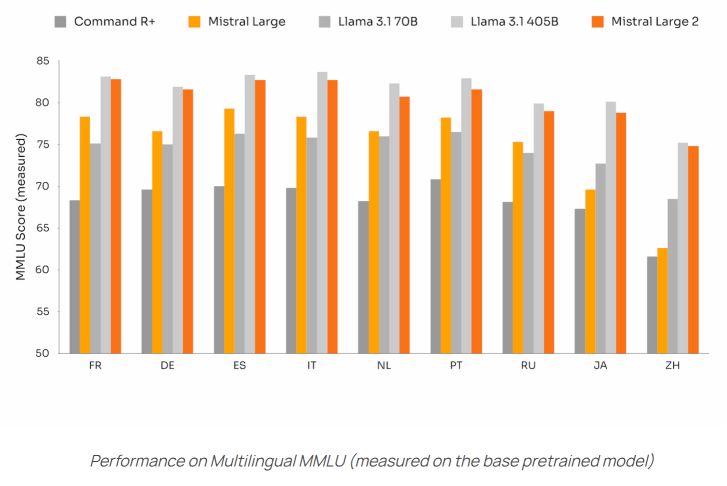 Command R+ Mistral Large Llama 3.1 70B Llama 3.1 405B Mistral Large 2
MMLU Score (measured)
85
80
75
70
65
60
55
50
FR DE ES IT NL PT RU JA ZH
Performance on Multilingual MMLU (measured on the base pretrained model)